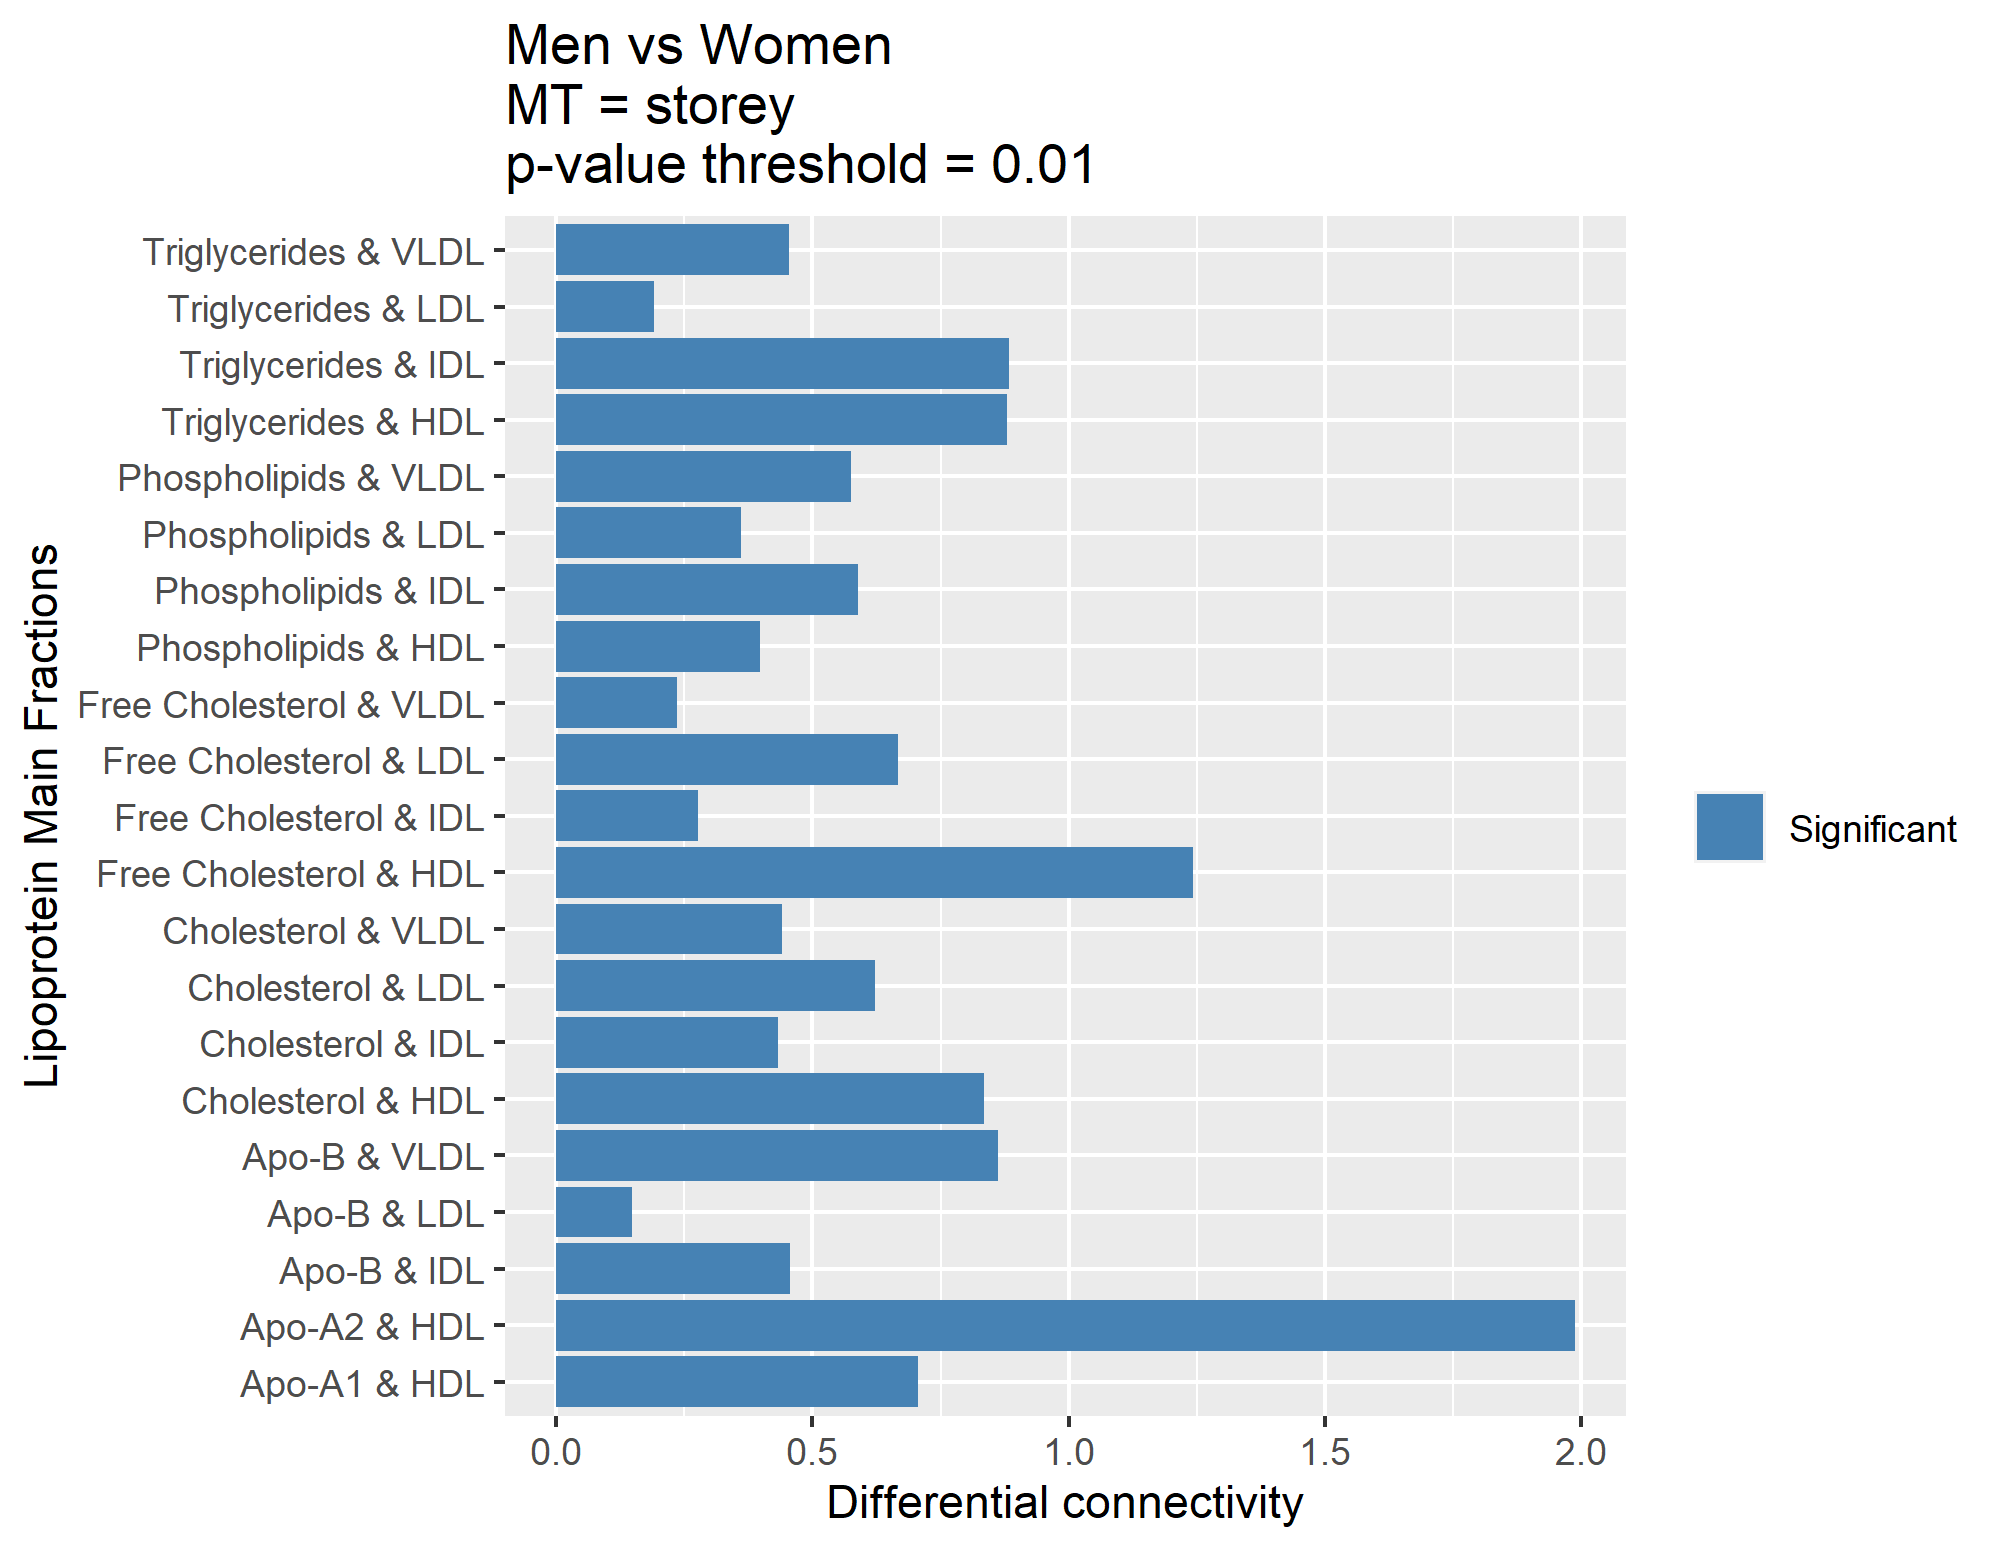 Men vs Women
MT = storey
p-value threshold = 0.01
Lipoprotein Main Fractions
Triglycerides & VLDL
Triglycerides & LDL
Triglycerides & IDL
Triglycerides & HDL
Phospholipids & VLDL
Phospholipids & LDL
Phospholipids & IDL
Phospholipids & HDL
Free Cholesterol & VLDL
Free Cholesterol & LDL
Free Cholesterol & IDL
Free Cholesterol & HDL
Cholesterol & VLDL
Cholesterol & LDL
Cholesterol & IDL
Cholesterol & HDL
Apo-B & VLDL
Apo-B & LDL
Apo-B & IDL
Apo-A2 & HDL
Apo-A1 & HDL
0.0 0.5 1.0 1.5 2.0
Differential connectivity
Significant